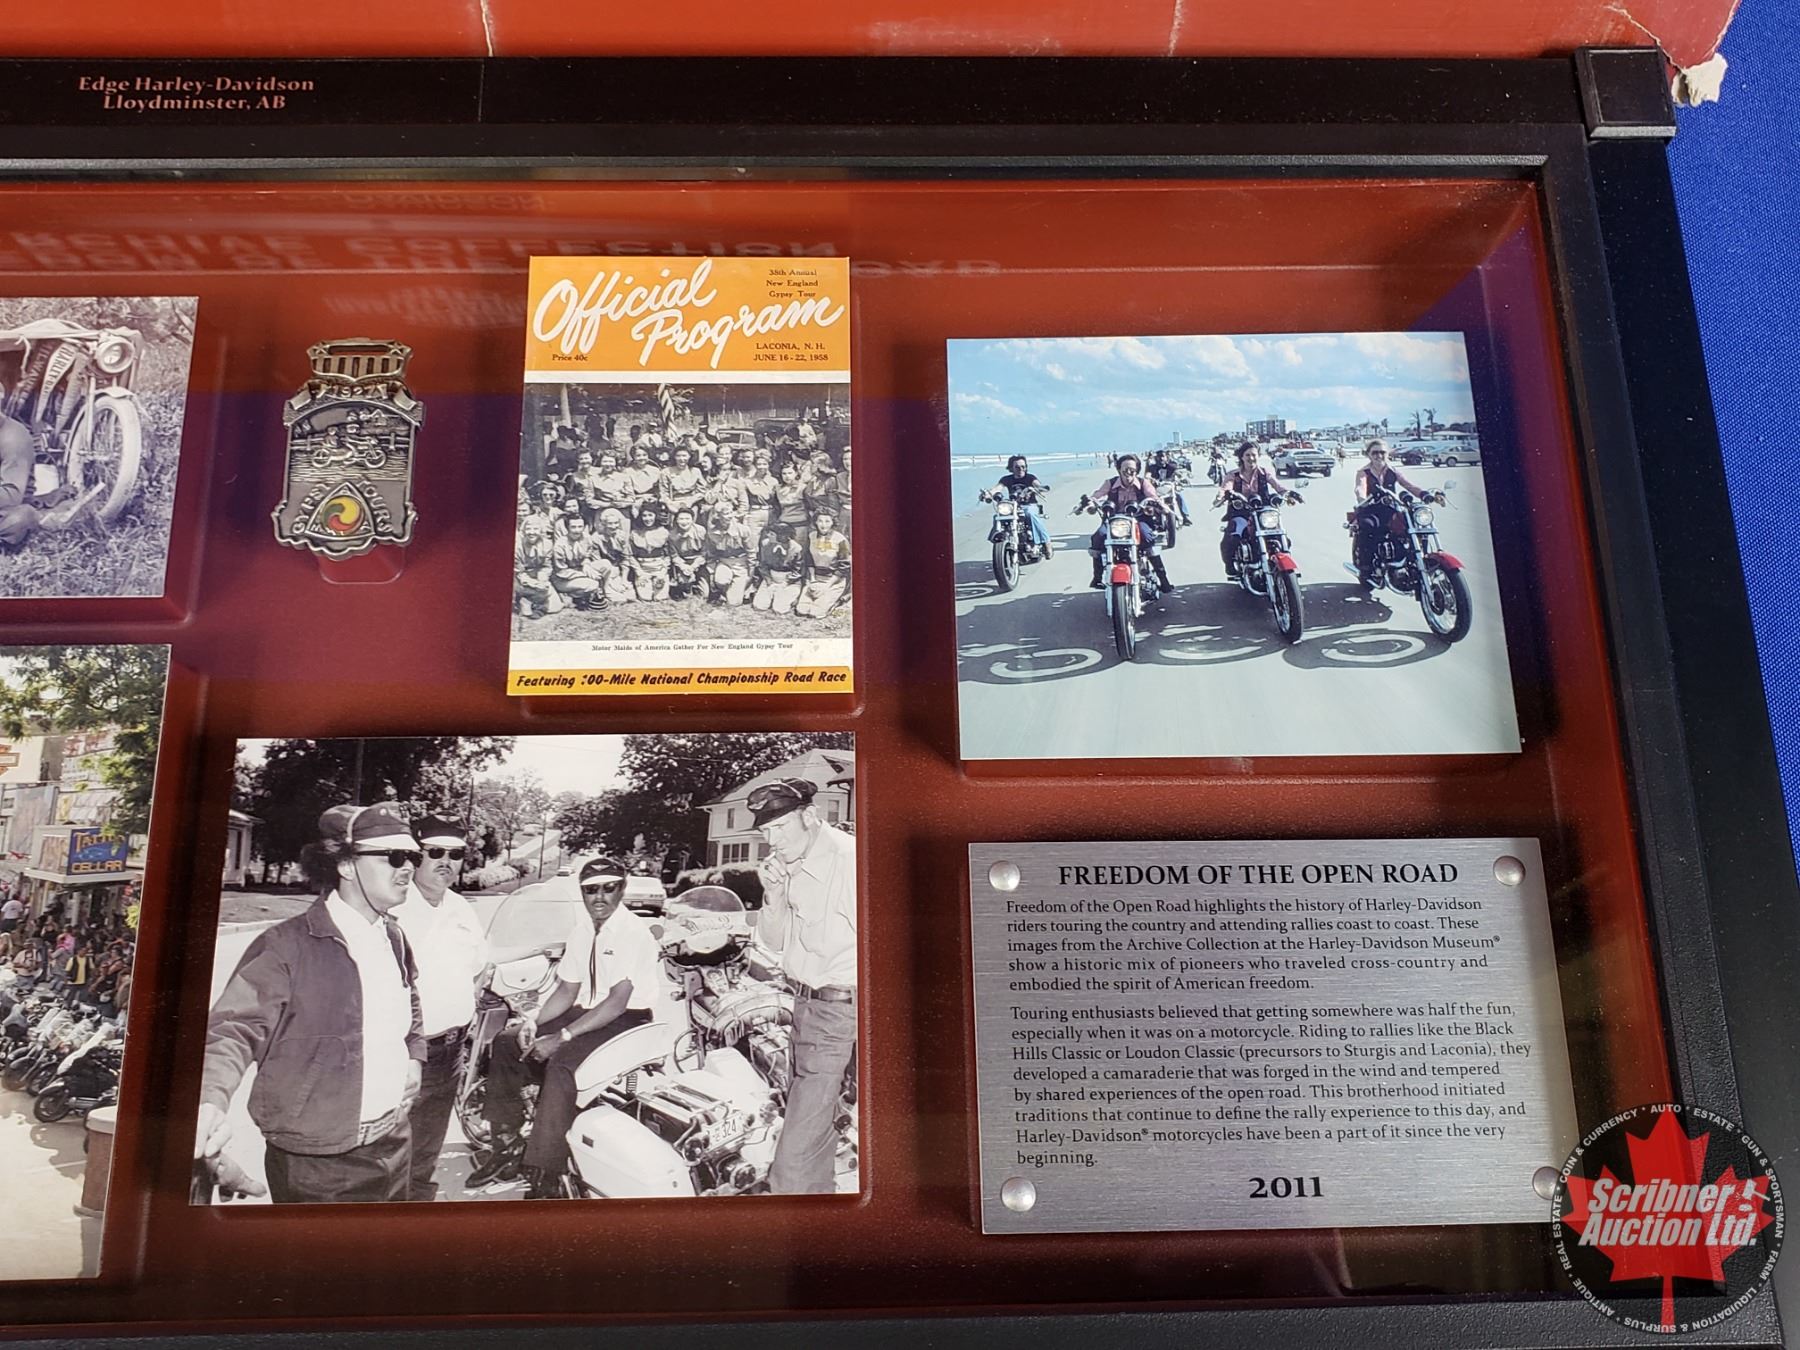 Edge Harley-Davidson
Lloydminster, AB
ARCHIVE COLLECTION
Official
Program
38th Annual
New England
Gypsy Tour
Price 40c
LACONIA, N. H.
JUNE 16 - 22, 1958
Motor Maids of America Gather For New England Gypsy Tour
Featuring 100-Mile National Championship Road Race
GYPSY TOUR
TATTOO
CELLAR
324
FREEDOM OF THE OPEN ROAD
Freedom of the Open Road highlights the history of Harley-Davidson
riders touring the country and attending rallies coast to coast. These
images from the Archive Collection at the Harley-Davidson Museum®
show a historic mix of pioneers who traveled cross-country and
embodied the spirit of American freedom.
Touring enthusiasts believed that getting somewhere was half the fun,
especially when it was on a motorcycle. Riding to rallies like the Black
Hills Classic or Loudon Classic (precursors to Sturgis and Laconia), they
developed a camaraderie that was forged in the wind and tempered
by shared experiences of the open road. This brotherhood initiated
traditions that continue to define the rally experience to this day, and
Harley-Davidson® motorcycles have been a part of it since the very
beginning.
2011
Scribner
Auction Ltd.
REAL ESTATE • COIN & CURRENCY • AUTO • ESTATE • GUN & SPORTSMAN • FARM • LIQUIDATION & SURPLUS • ANTIQUE